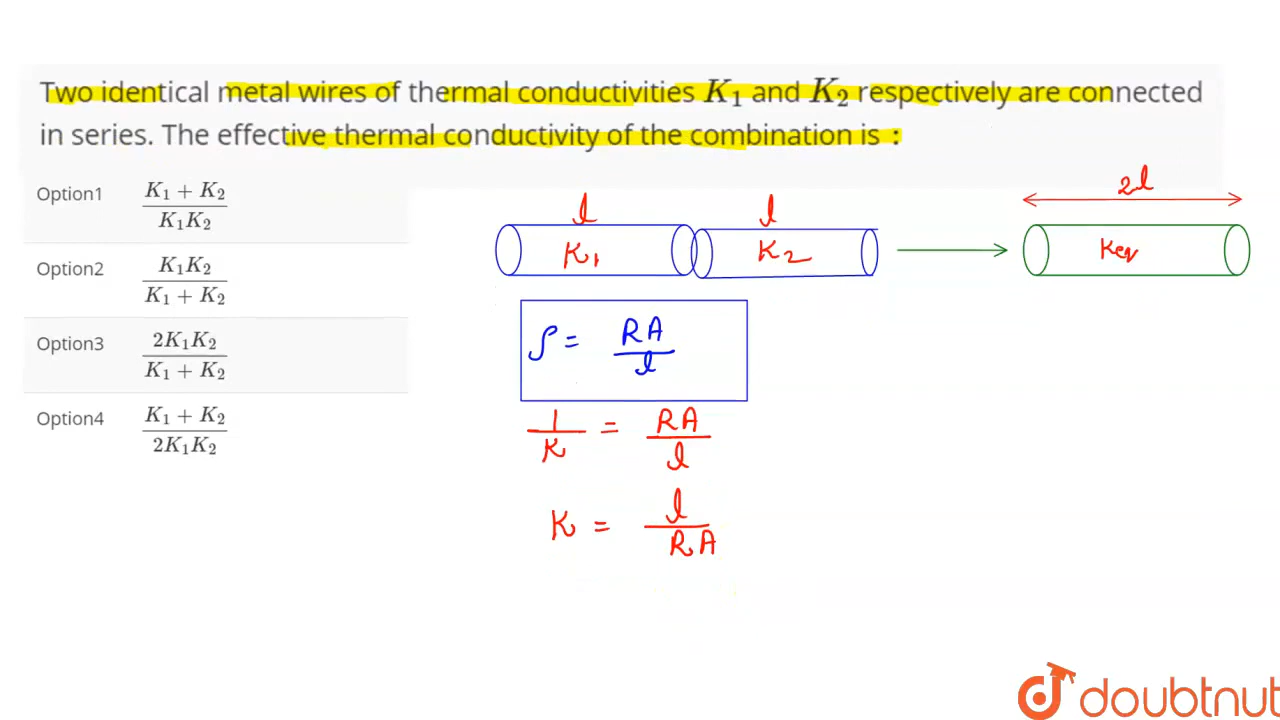 Two identical metal wires of thermal conductivities K₁ and K₂ respectively are connected
in series. The effective thermal conductivity of the combination is :
Option1 (K₁ + K₂)/(K₁K₂)
Option2 (K₁K₂)/(K₁ + K₂)
Option3 (2K₁K₂)/(K₁ + K₂)
Option4 (K₁ + K₂)/(2K₁K₂)
l l 2l
K₁ K₂ Keq
ρ = RA/l
1/K = RA/l
K = l/RA
doubtnut